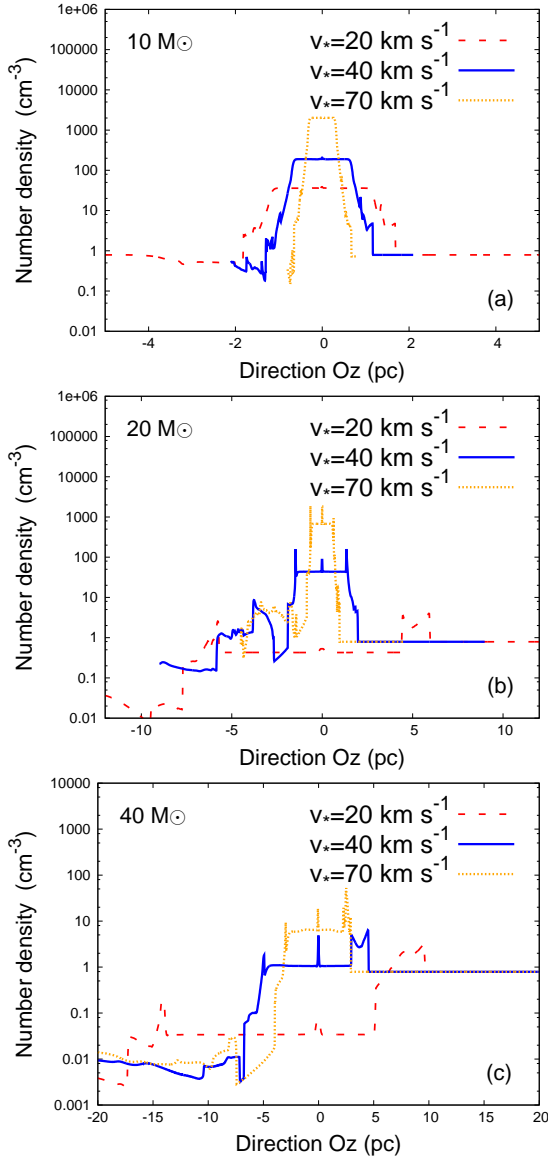 1e+06
10 M☉
v*=20 km s-1
100000
v*=40 km s-1
10000
v*=70 km s-1
1000
100
10
1
0.1
0.01
(a)
Number density (cm-3)
-4 -2 0 2 4
Direction Oz (pc)
1e+06
20 M☉
v*=20 km s-1
100000
v*=40 km s-1
10000
v*=70 km s-1
1000
100
10
1
0.1
0.01
(b)
Number density (cm-3)
-10 -5 0 5 10
Direction Oz (pc)
10000
40 M☉
v*=20 km s-1
1000
v*=40 km s-1
100
v*=70 km s-1
10
1
0.1
0.01
0.001
(c)
Number density (cm-3)
-20 -15 -10 -5 0 5 10 15 20
Direction Oz (pc)